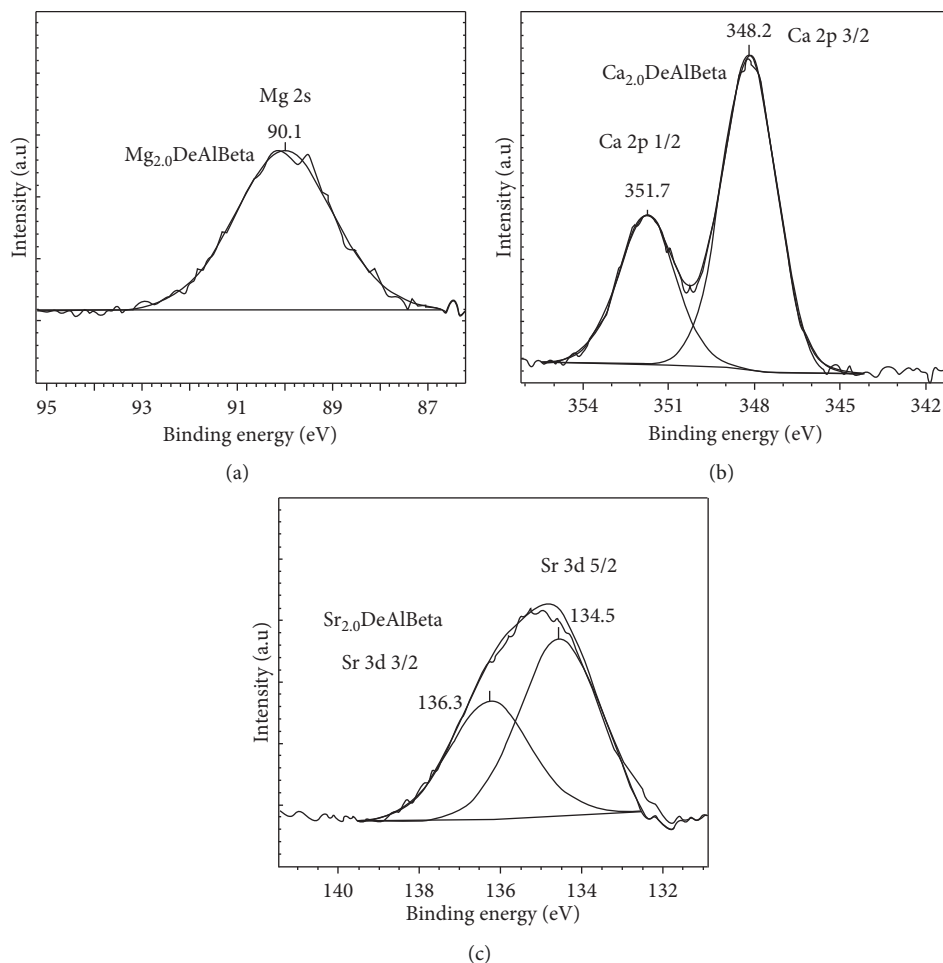 Mg 2s
90.1
Mg₂.₀DeAlBeta
Intensity (a.u)
95 93 91 89 87
Binding energy (eV)
(a)
348.2 Ca 2p 3/2
Ca₂.₀DeAlBeta
Ca 2p 1/2
351.7
Intensity (a.u)
354 351 348 345 342
Binding energy (eV)
(b)
Sr 3d 5/2
134.5
Sr₂.₀DeAlBeta
Sr 3d 3/2
136.3
Intensity (a.u)
140 138 136 134 132
Binding energy (eV)
(c)